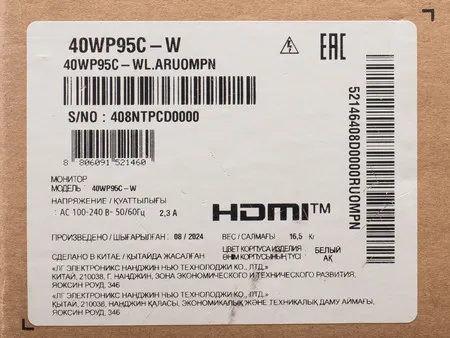 40WP95C-W
40WP95C-WL.ARUOMPN
EAC
S/NO : 408NTPCD0000
8 806091 521460
52146408D0000RUOMPN
МОНИТОР
МОДЕЛЬ: 40WP95C-W
НАПРЯЖЕНИЕ / ҚУАТТЫЛЫҒЫ
: AC 100-240 В~ 50/60Гц 2,3 А
HDMI™
ПРОИЗВЕДЕНО / ШЫҒАРЫЛҒАН: 08 / 2024
ВЕС / САЛМАҒЫ : 16,5 кг
СДЕЛАНО В КИТАЕ / ҚЫТАЙДА ЖАСАЛҒАН
ЦВЕТ КОРПУСА ИЗДЕЛИЯ БЕЛЫЙ
ӨНІМ КОРПУСЫНЫҢ ТҮСІ : АҚ
«ЛГ ЭЛЕКТРОНИКС НАНДЖИН НЬЮ ТЕХНОЛОДЖИ КО., ЛТД.»
КИТАЙ, 210038, Г. НАНДЖИН, ЗОНА ЭКОНОМИЧЕСКОГО И ТЕХНИЧЕСКОГО РАЗВИТИЯ,
ЯОКСИН РОУД, 346
«ЛГ ЭЛЕКТРОНИКС НАНДЖИН НЬЮ ТЕХНОЛОДЖИ КО., ЛТД.»
ҚЫТАЙ, 210038, НАНДЖИН ҚАЛАСЫ, ЭКОНОМИКАЛЫҚ ЖӘНЕ ТЕХНИКАЛЫҚ ДАМУ АЙМАҒЫ,
ЯОКСИН РОУД, 346